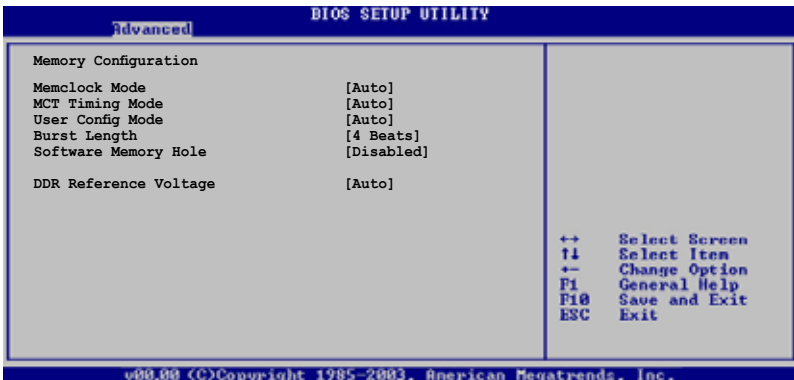 BIOS SETUP UTILITY
Advanced
Memory Configuration
Memclock Mode [Auto]
MCT Timing Mode [Auto]
User Config Mode [Auto]
Burst Length [4 Beats]
Software Memory Hole [Disabled]
DDR Reference Voltage [Auto]
←→ Select Screen
↑↓ Select Item
+- Change Option
F1 General Help
F10 Save and Exit
ESC Exit
v00.00 (C)Copyright 1985-2003, American Megatrends, Inc.